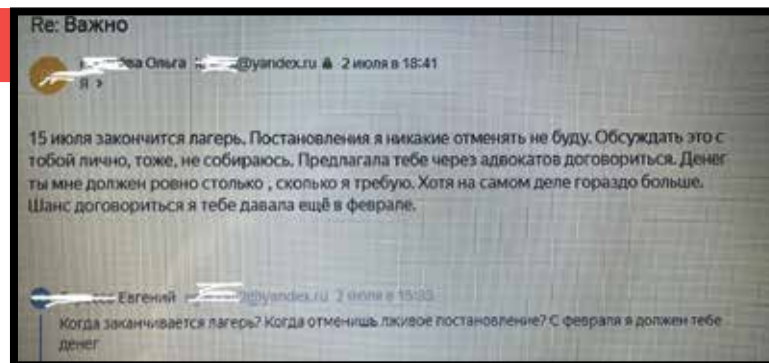 Re: Важно
Ольга @yandex.ru 2 июля в 18:41
Я >
15 июля закончится лагерь. Постановления я никакие отменять не буду. Обсуждать это с
тобой лично, тоже, не собираюсь. Предлагала тебе через адвокатов договориться. Денег
ты мне должен ровно столько , сколько я требую. Хотя на самом деле гораздо больше.
Шанс договориться я тебе давала ещё в феврале.
Евгений @yandex.ru 2 июля в
Когда заканчивается лагерь? Когда отменишь лживое постановление? С февраля я должен тебе
денег